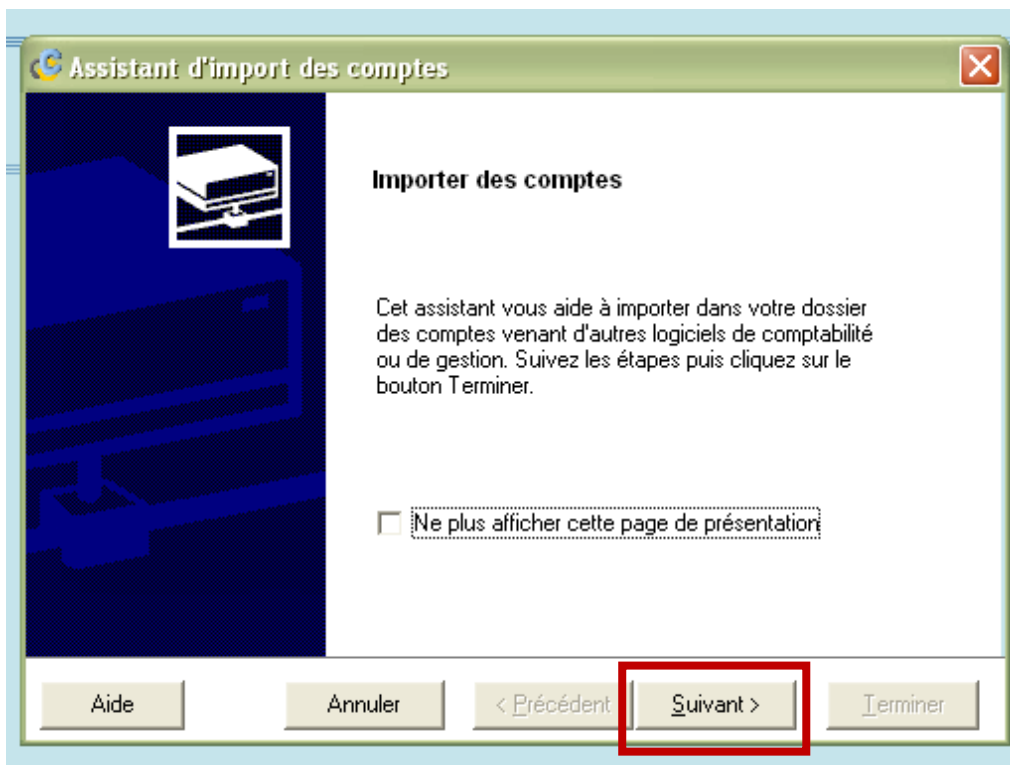 Assistant d'import des comptes
Importer des comptes
Cet assistant vous aide à importer dans votre dossier
des comptes venant d'autres logiciels de comptabilité
ou de gestion. Suivez les étapes puis cliquez sur le
bouton Terminer.
Ne plus afficher cette page de présentation
Aide Annuler < Précédent Suivant > Terminer